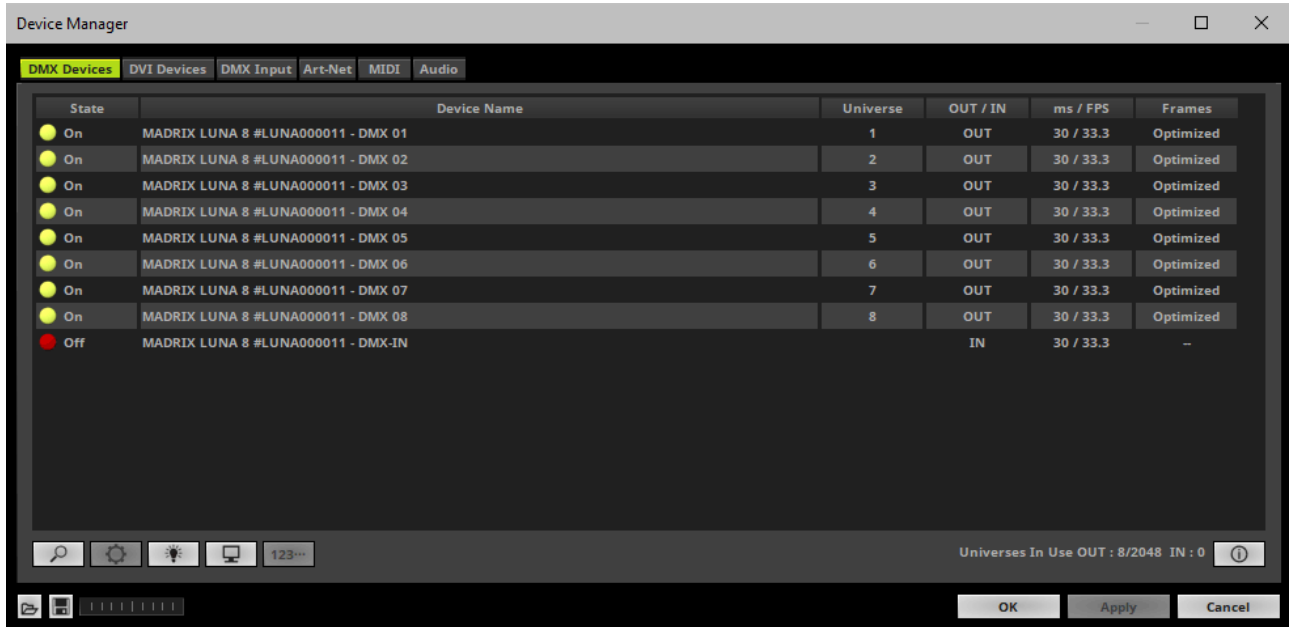 Device Manager
DMX Devices DVI Devices DMX Input Art-Net MIDI Audio
State Device Name Universe OUT / IN ms / FPS Frames
On MADRIX LUNA 8 #LUNA000011 - DMX 01 1 OUT 30 / 33.3 Optimized
On MADRIX LUNA 8 #LUNA000011 - DMX 02 2 OUT 30 / 33.3 Optimized
On MADRIX LUNA 8 #LUNA000011 - DMX 03 3 OUT 30 / 33.3 Optimized
On MADRIX LUNA 8 #LUNA000011 - DMX 04 4 OUT 30 / 33.3 Optimized
On MADRIX LUNA 8 #LUNA000011 - DMX 05 5 OUT 30 / 33.3 Optimized
On MADRIX LUNA 8 #LUNA000011 - DMX 06 6 OUT 30 / 33.3 Optimized
On MADRIX LUNA 8 #LUNA000011 - DMX 07 7 OUT 30 / 33.3 Optimized
On MADRIX LUNA 8 #LUNA000011 - DMX 08 8 OUT 30 / 33.3 Optimized
Off MADRIX LUNA 8 #LUNA000011 - DMX-IN IN 30 / 33.3 --
123... Universes In Use OUT : 8/2048 IN : 0
OK Apply Cancel